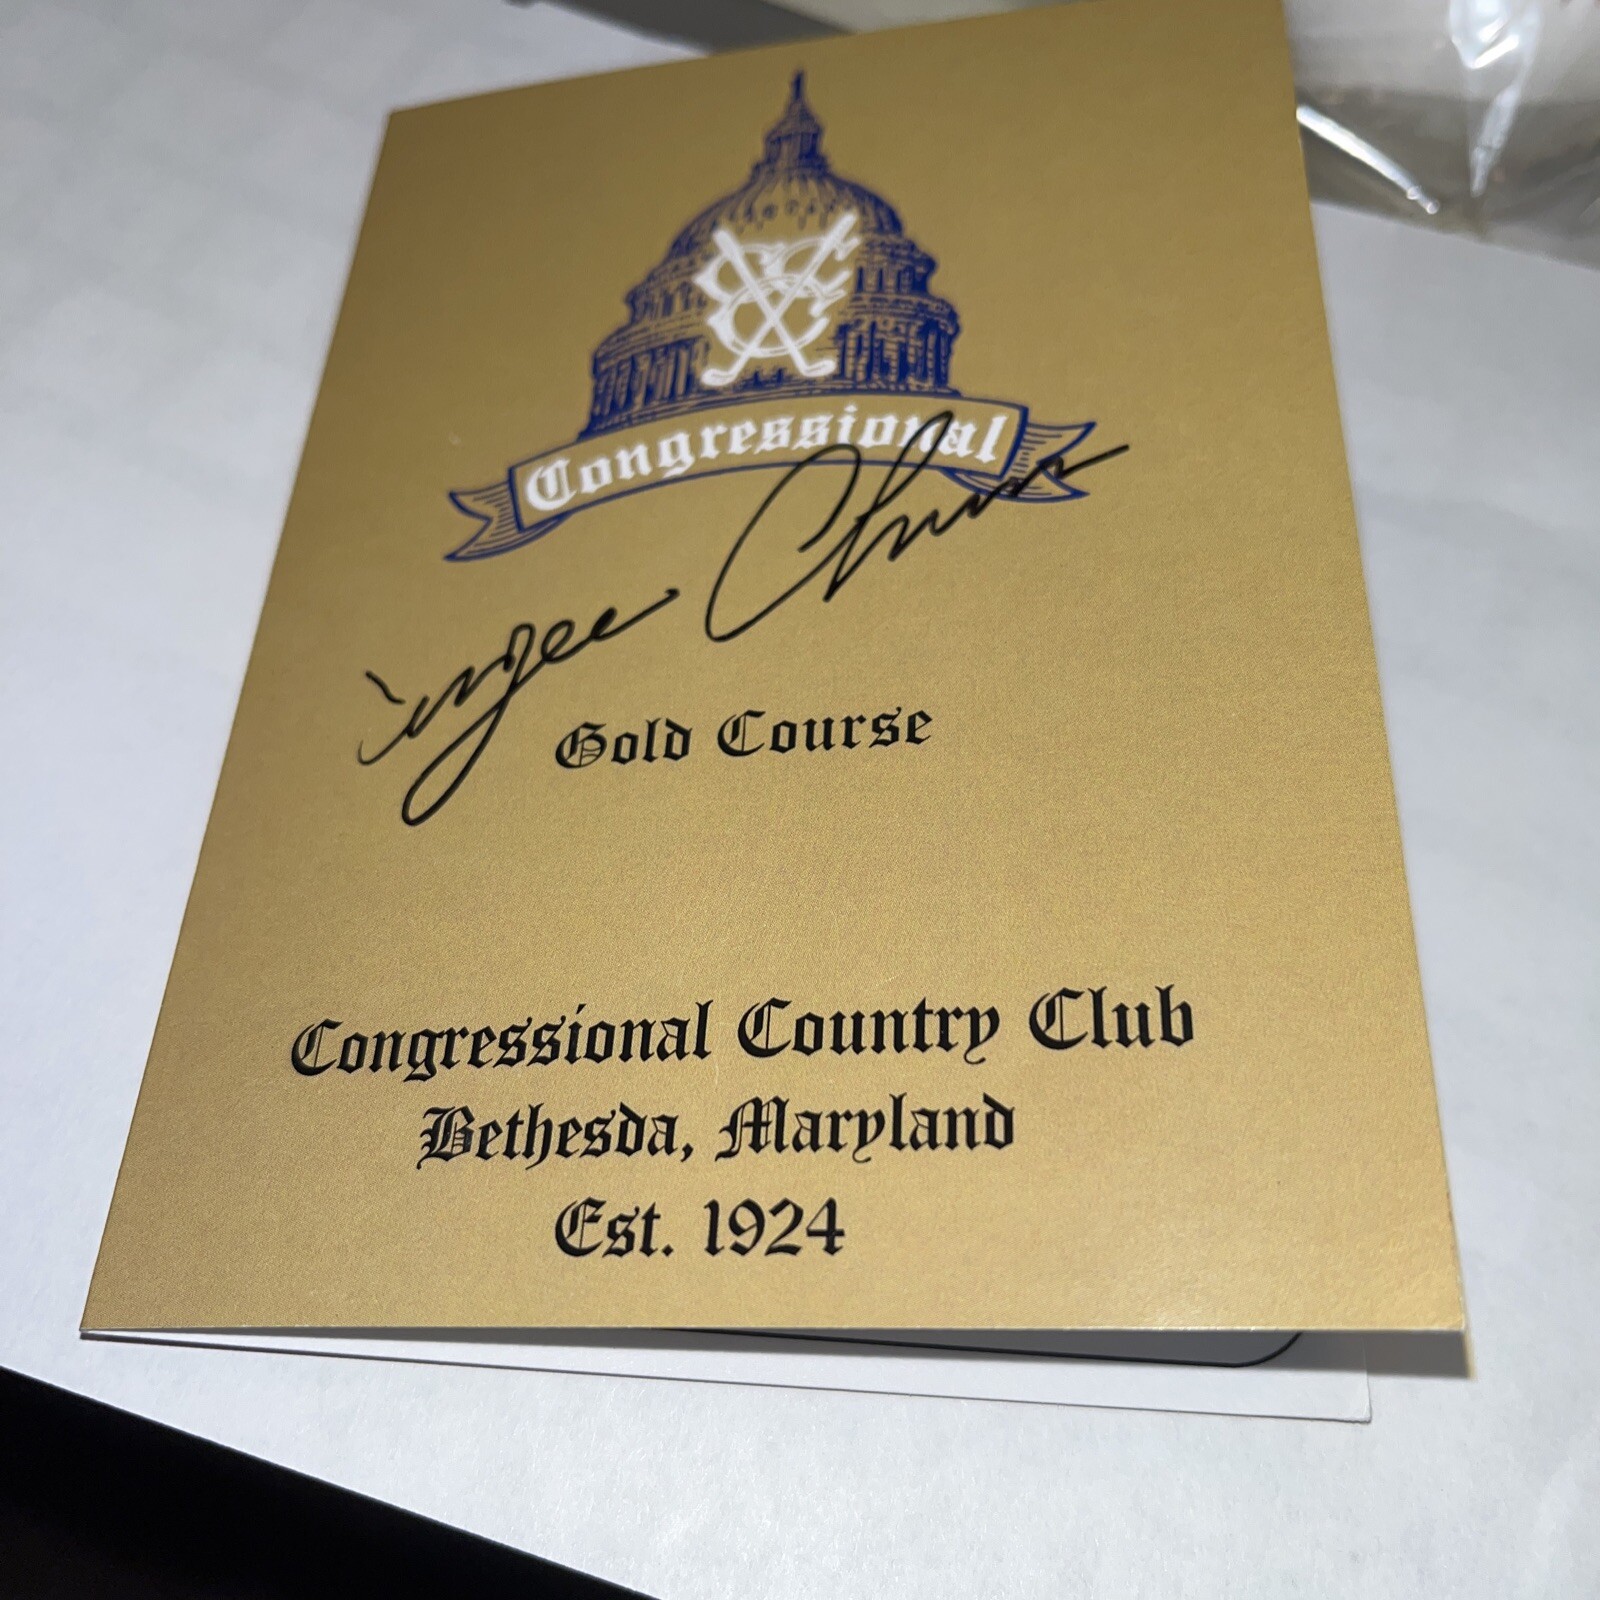 Congressional
Gold Course
Congressional Country Club
Bethesda, Maryland
Est. 1924